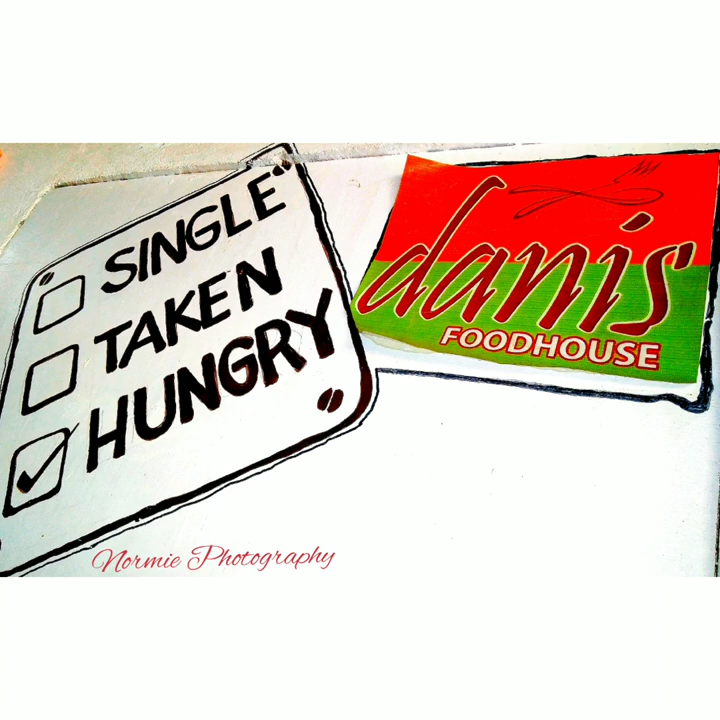 SINGLE
TAKEN
HUNGRY
danis
FOODHOUSE
Normie Photography